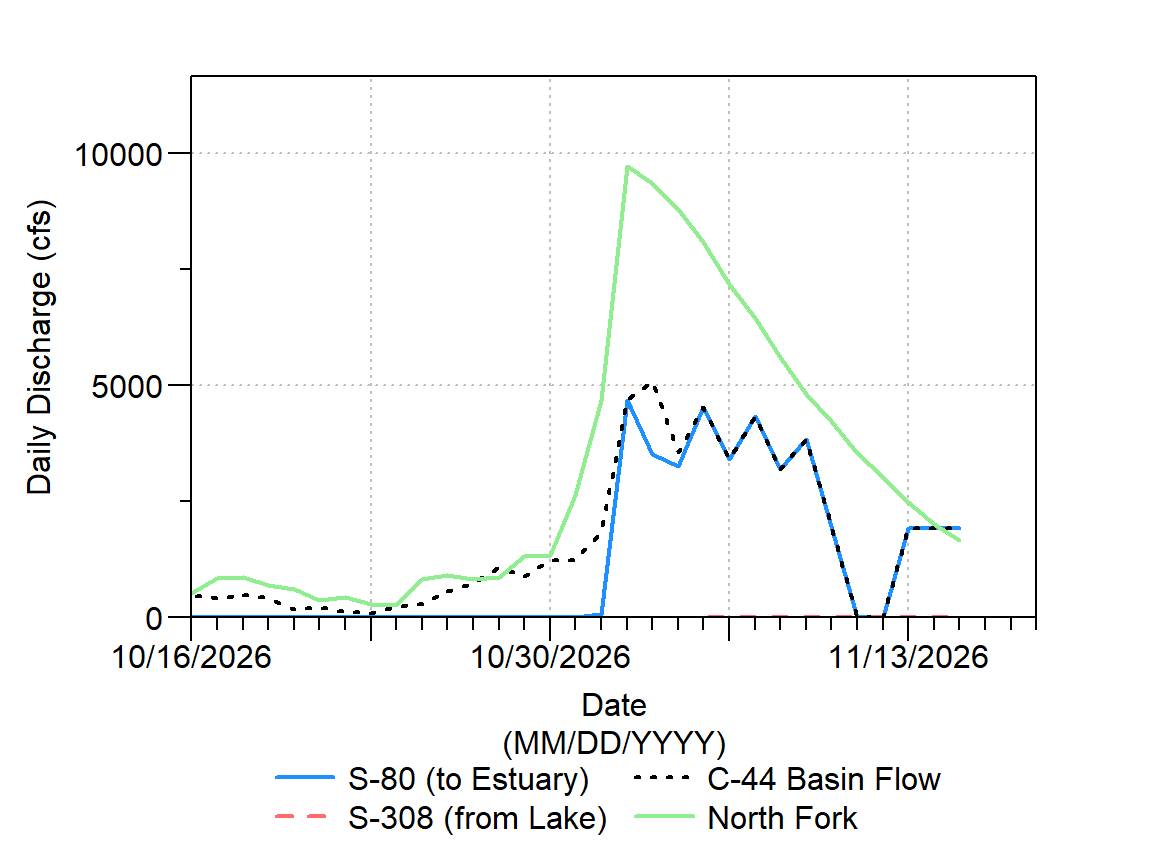 Daily Discharge (cfs)
10000
5000
0
10/16/2026
10/30/2026
11/13/2026
Date
(MM/DD/YYYY)
S-80 (to Estuary)
C-44 Basin Flow
S-308 (from Lake)
North Fork